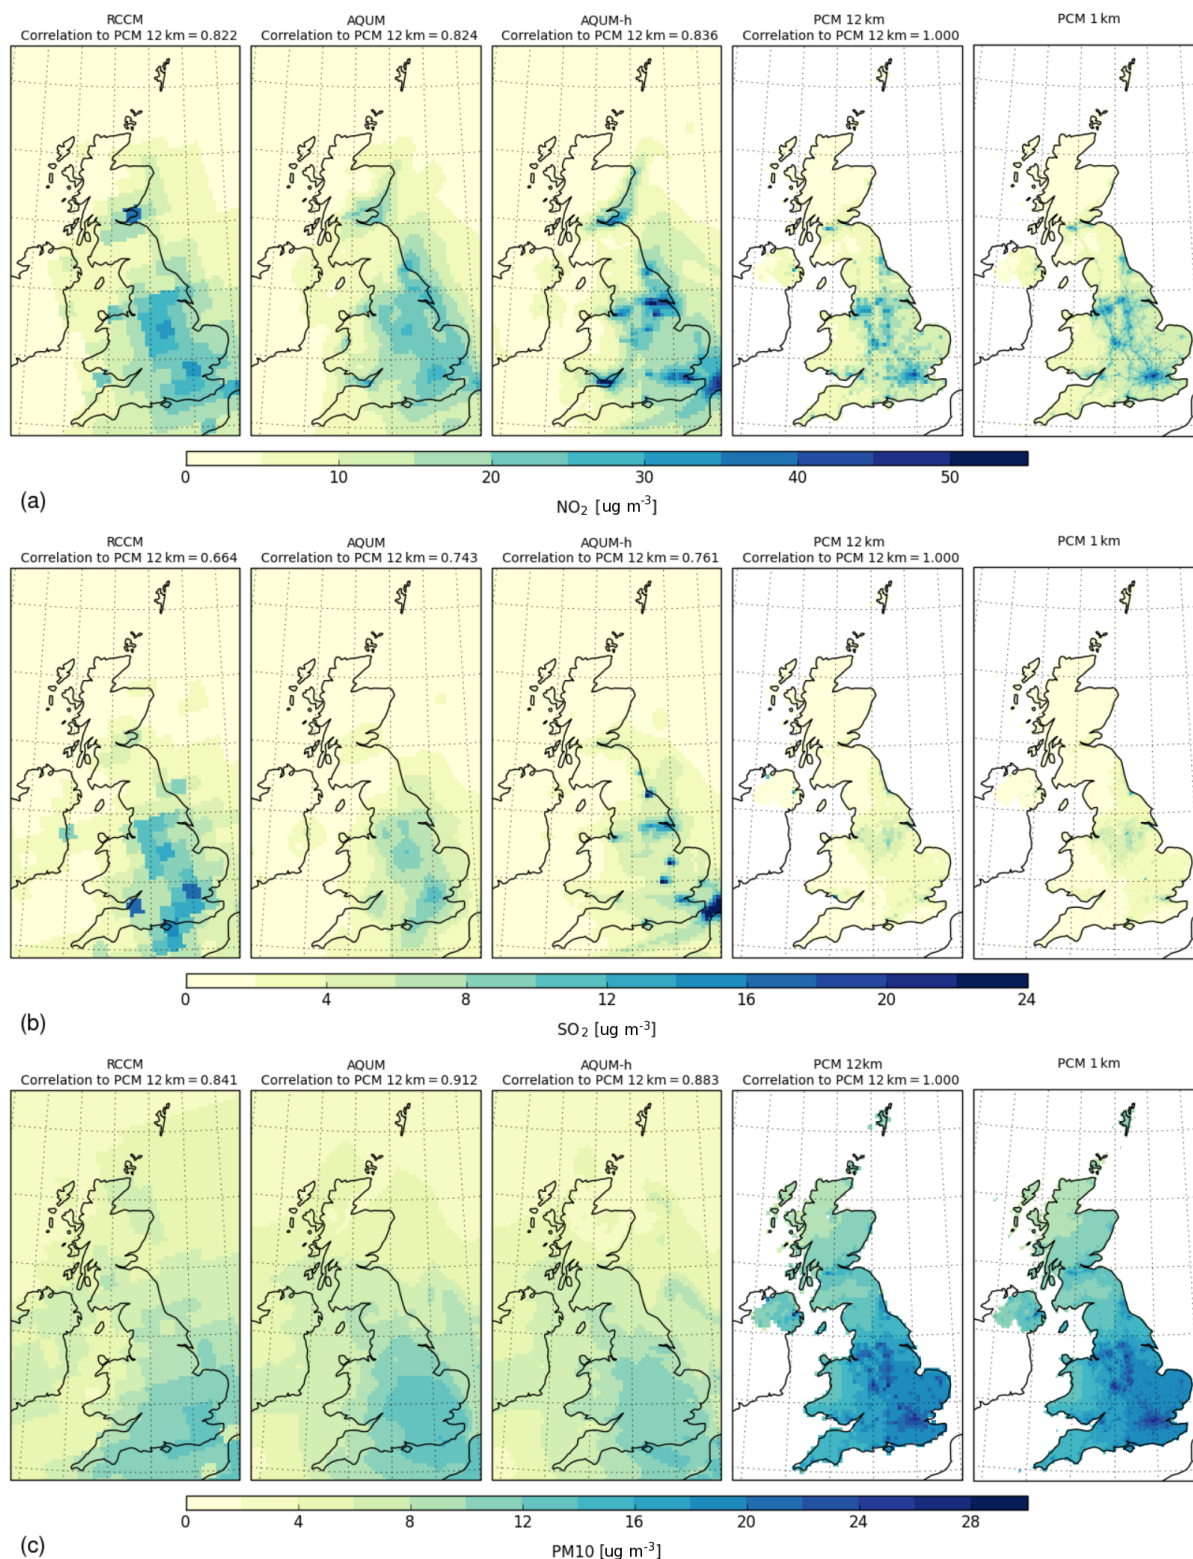 RCCM
Correlation to PCM 12 km = 0.822
AQUM
Correlation to PCM 12 km = 0.824
AQUM-h
Correlation to PCM 12 km = 0.836
PCM 12 km
Correlation to PCM 12 km = 1.000
PCM 1 km
0 10 20 30 40 50
(a)
NO₂ [ug m⁻³]
RCCM
Correlation to PCM 12 km = 0.664
AQUM
Correlation to PCM 12 km = 0.743
AQUM-h
Correlation to PCM 12 km = 0.761
PCM 12 km
Correlation to PCM 12 km = 1.000
PCM 1 km
0 4 8 12 16 20 24
(b)
SO₂ [ug m⁻³]
RCCM
Correlation to PCM 12 km = 0.841
AQUM
Correlation to PCM 12 km = 0.912
AQUM-h
Correlation to PCM 12 km = 0.883
PCM 12km
Correlation to PCM 12 km = 1.000
PCM 1 km
0 4 8 12 16 20 24 28
(c)
PM10 [ug m⁻³]